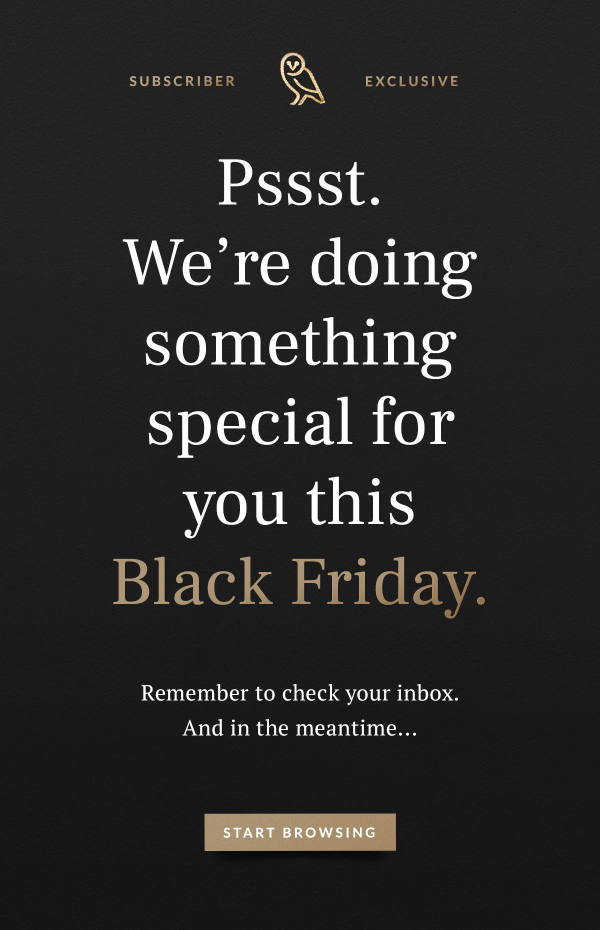 SUBSCRIBER EXCLUSIVE
Pssst.
We’re doing
something
special for
you this
Black Friday.
Remember to check your inbox.
And in the meantime...
START BROWSING